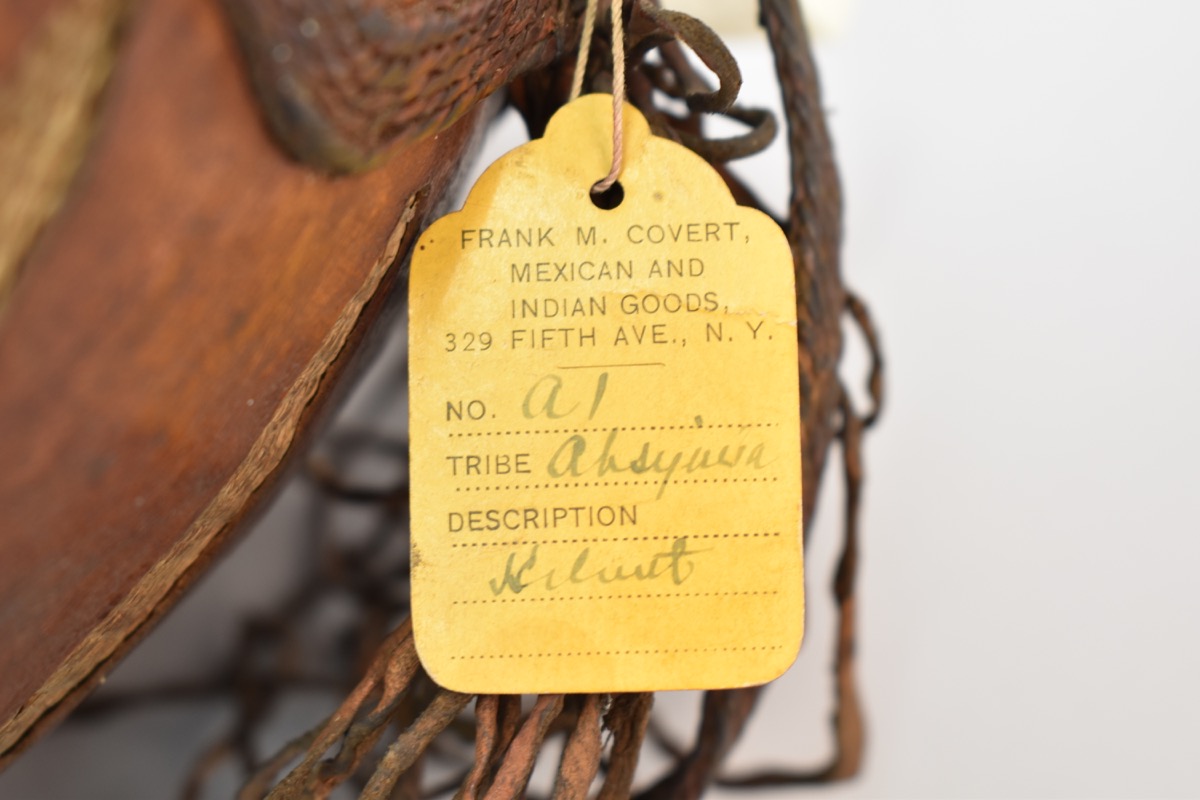 FRANK M. COVERT,
MEXICAN AND
INDIAN GOODS,
329 FIFTH AVE., N. Y.
NO. A1
TRIBE
DESCRIPTION